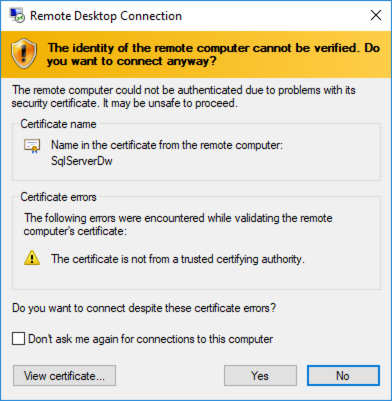 Remote Desktop Connection
The identity of the remote computer cannot be verified. Do
you want to connect anyway?
The remote computer could not be authenticated due to problems with its
security certificate. It may be unsafe to proceed.
Certificate name
Name in the certificate from the remote computer:
SqlServerDw
Certificate errors
The following errors were encountered while validating the remote
computer's certificate:
The certificate is not from a trusted certifying authority.
Do you want to connect despite these certificate errors?
Don't ask me again for connections to this computer
View certificate...
Yes
No